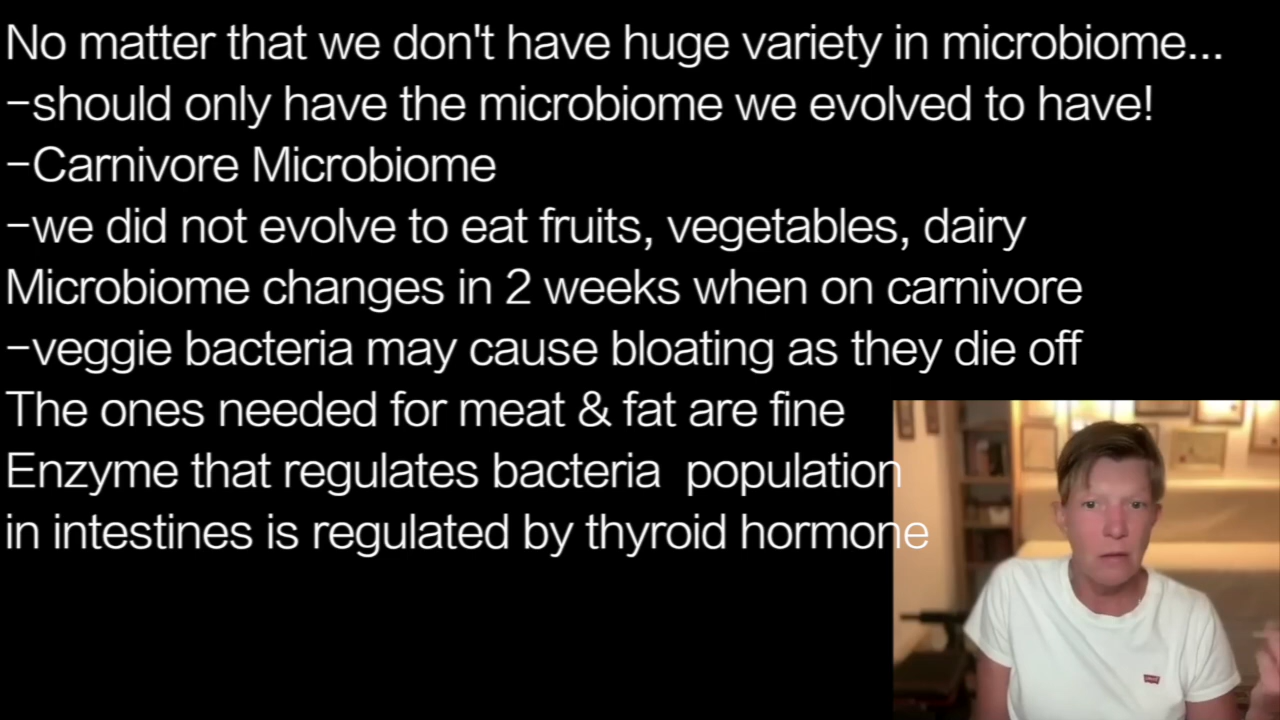 No matter that we don't have huge variety in microbiome...
−should only have the microbiome we evolved to have!
−Carnivore Microbiome
−we did not evolve to eat fruits, vegetables, dairy
Microbiome changes in 2 weeks when on carnivore
−veggie bacteria may cause bloating as they die off
The ones needed for meat & fat are fine
Enzyme that regulates bacteria  population
in intestines is regulated by thyroid hormone